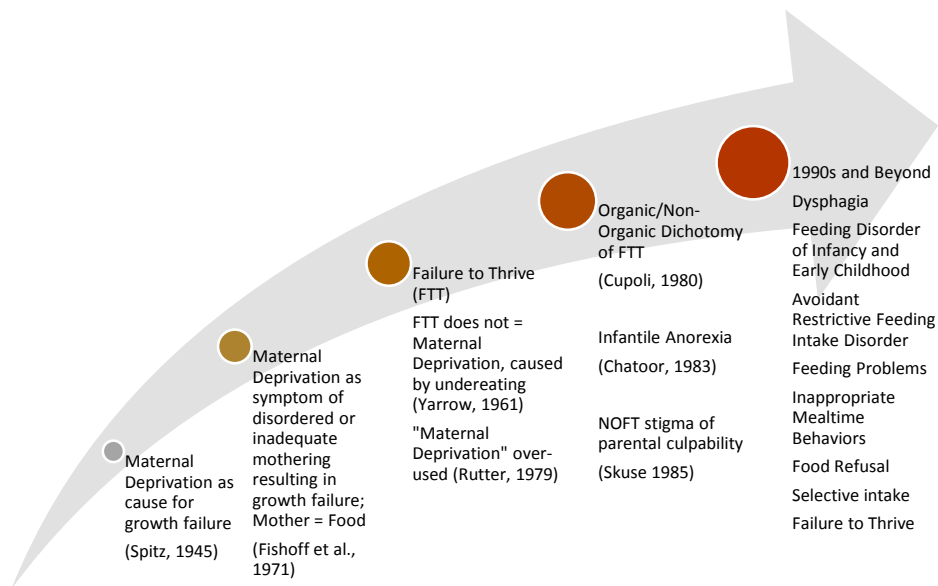 Maternal
Deprivation as
cause for
growth failure
(Spitz, 1945)
Maternal
Deprivation as
symptom of
disordered or
inadequate
mothering
resulting in
growth failure;
Mother = Food
(Fishoff et al.,
1971)
Failure to Thrive
(FTT)
FTT does not =
Maternal
Deprivation, caused
by undereating
(Yarrow, 1961)
"Maternal
Deprivation" over-
used (Rutter, 1979)
Organic/Non-
Organic Dichotomy
of FTT
(Cupoli, 1980)
Infantile Anorexia
(Chatoor, 1983)
NOFT stigma of
parental culpability
(Skuse 1985)
1990s and Beyond
Dysphagia
Feeding Disorder
of Infancy and
Early Childhood
Avoidant
Restrictive Feeding
Intake Disorder
Feeding Problems
Inappropriate
Mealtime
Behaviors
Food Refusal
Selective intake
Failure to Thrive